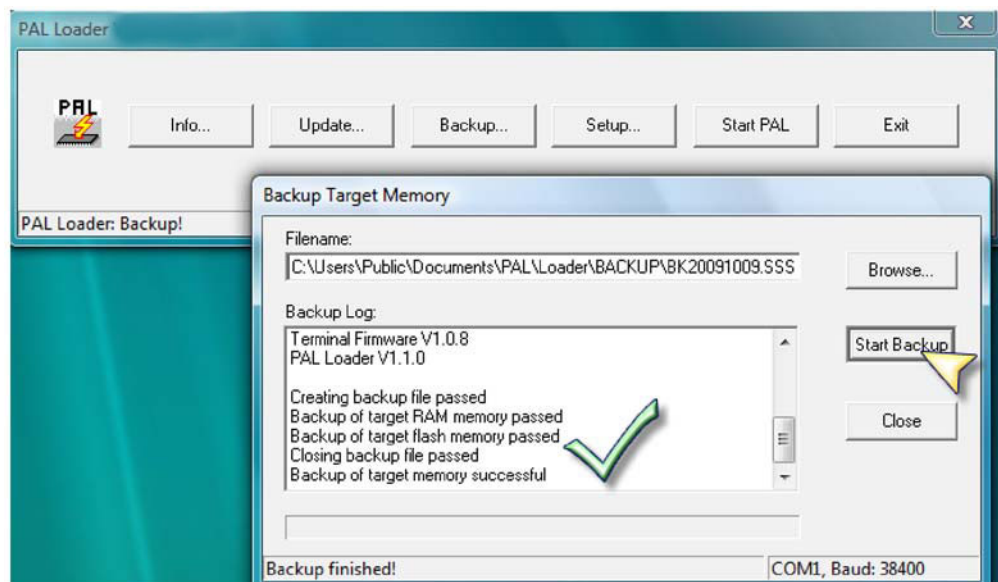 PAL Loader
PAL
Info...
Update...
Backup...
Setup...
Start PAL
Exit
PAL Loader: Backup!
Backup Target Memory
Filename:
C:\Users\Public\Documents\PAL\Loader\BACKUP\BK20091009.SSS
Browse...
Backup Log:
Terminal Firmware V1.0.8
PAL Loader V1.1.0
Creating backup file passed
Backup of target RAM memory passed
Backup of target flash memory passed
Closing backup file passed
Backup of target memory successful
Start Backup
Close
Backup finished!
COM1, Baud: 38400